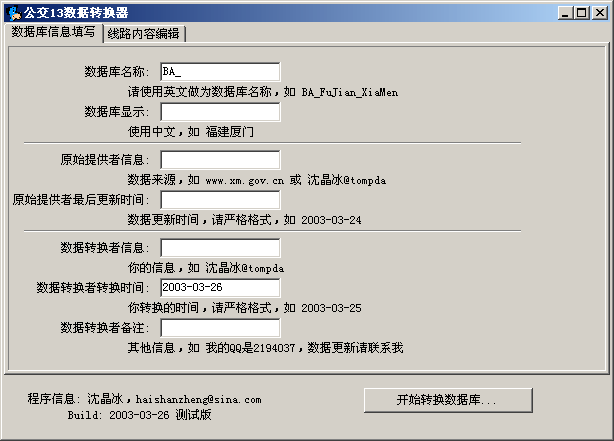 公交13数据转换器
数据库信息填写 线路内容编辑
数据库名称: BA_
请使用英文做为数据库名称，如 BA_FuJian_XiaMen
数据库显示:
使用中文，如 福建厦门
原始提供者信息:
数据来源，如 www.xm.gov.cn 或 沈晶冰@tompda
原始提供者最后更新时间:
数据更新时间，请严格格式，如 2003-03-24
数据转换者信息:
你的信息，如 沈晶冰@tompda
数据转换者转换时间: 2003-03-26
你转换的时间，请严格格式，如 2003-03-25
数据转换者备注:
其他信息，如 我的QQ是2194037，数据更新请联系我
程序信息: 沈晶冰，haishanzheng@sina.com
Build: 2003-03-26 测试版
开始转换数据库...